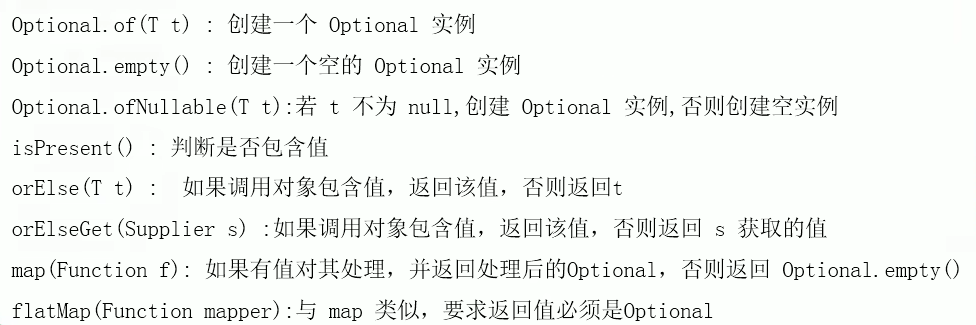 Optional.of(T t) : 创建一个 Optional 实例
Optional.empty() : 创建一个空的 Optional 实例
Optional.ofNullable(T t):若 t 不为 null,创建 Optional 实例,否则创建空实例
isPresent() : 判断是否包含值
orElse(T t) :  如果调用对象包含值，返回该值，否则返回t
orElseGet(Supplier s) :如果调用对象包含值，返回该值，否则返回 s 获取的值
map(Function f): 如果有值对其处理，并返回处理后的Optional，否则返回 Optional.empty()
flatMap(Function mapper):与 map 类似，要求返回值必须是Optional